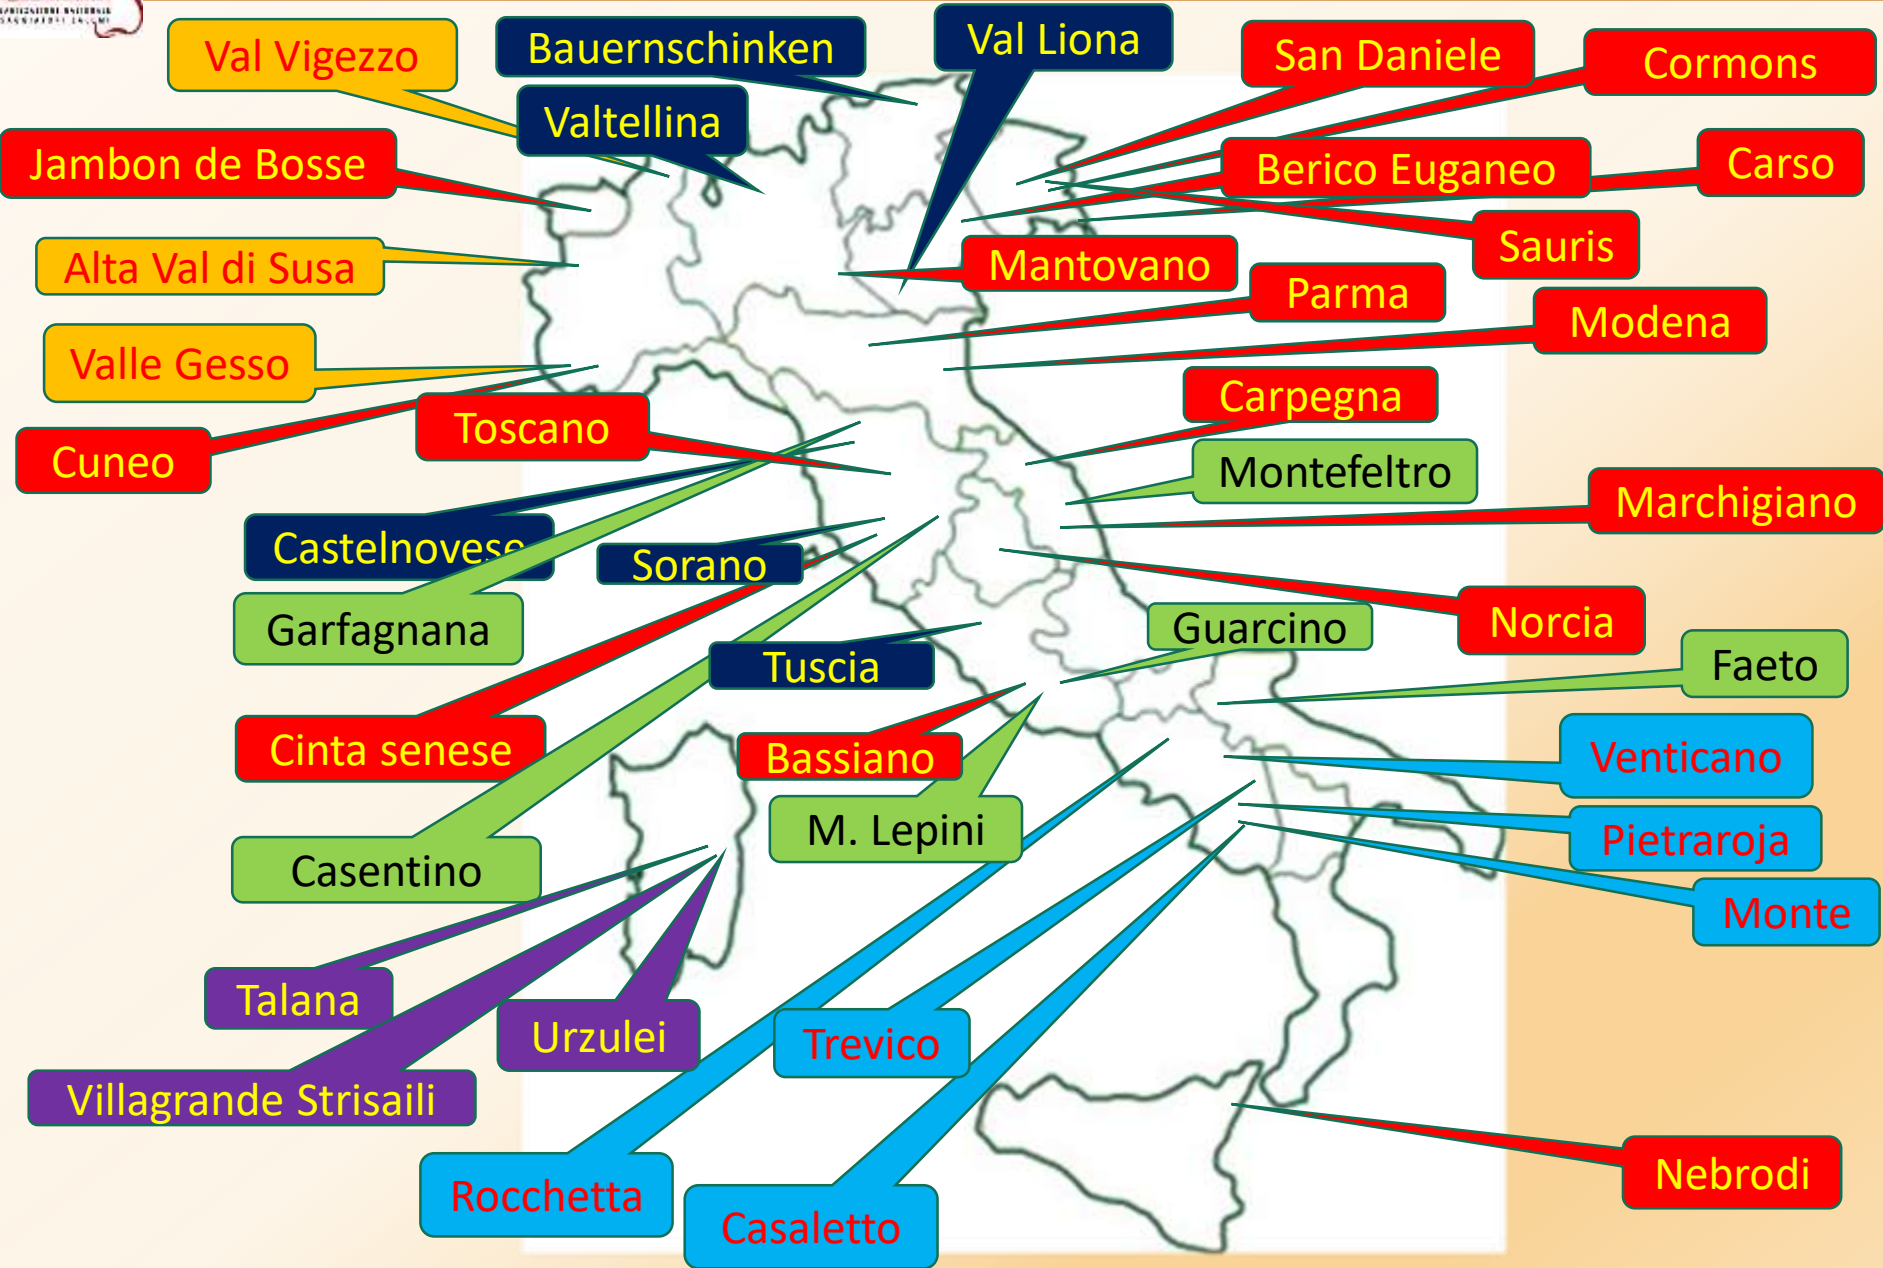 Val Vigezzo
Bauernschinken
Val Liona
San Daniele
Cormons
Valtellina
Jambon de Bosse
Berico Euganeo
Carso
Sauris
Alta Val di Susa
Mantovano
Parma
Modena
Valle Gesso
Carpegna
Toscano
Cuneo
Montefeltro
Marchigiano
Castelnovese
Sorano
Garfagnana
Guarcino
Norcia
Tuscia
Faeto
Cinta senese
Bassiano
Venticano
M. Lepini
Pietraroja
Casentino
Monte
Talana
Urzulei
Trevico
Villagrande Strisaili
Rocchetta
Casaletto
Nebrodi